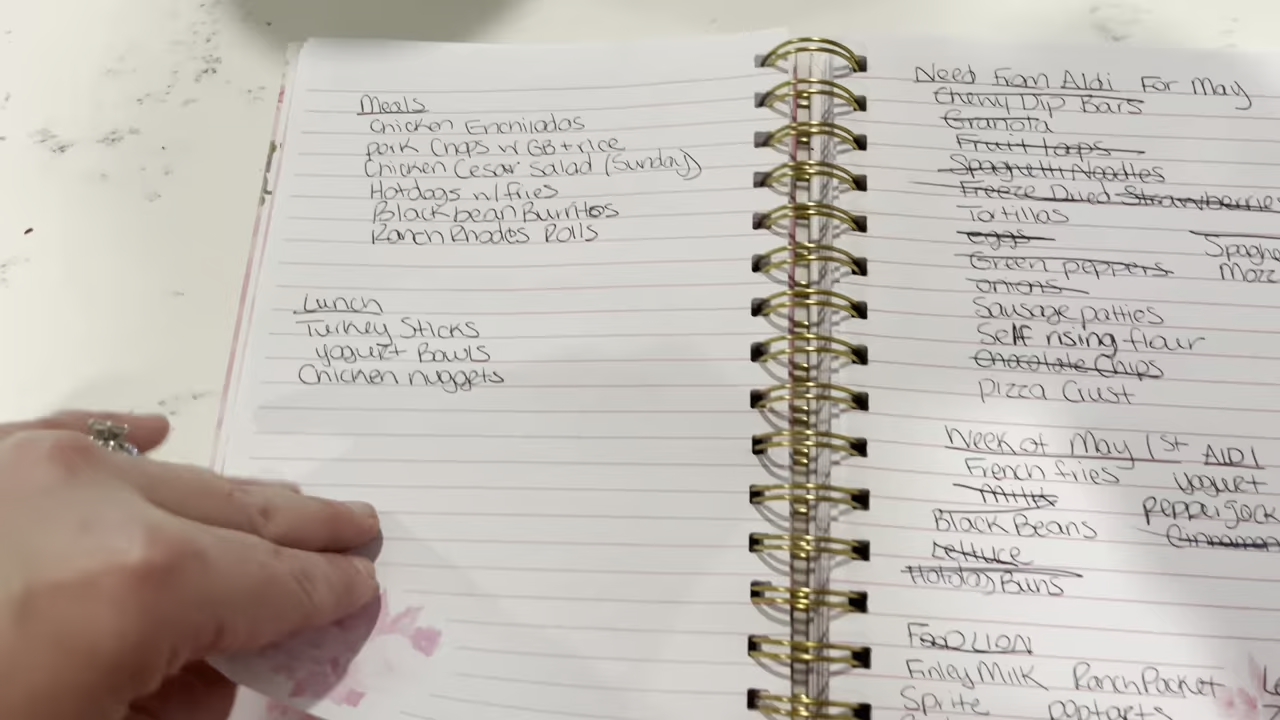 Meals
Chicken Enchiladas
pork Chops w GB + rice
Chicken Cesar Salad (Sunday)
Hotdogs w/ fries
Black bean Burritos
Ranch Rhodes Rolls
Lunch
Turkey Sticks
yogurt Bowls
Chicken nuggets
Need From Aldi For May
Chewy Dip Bars
Granola
Fruit loops
Spaghetti Noodles
Freeze Dried Strawberrie
Tortillas
eggs
Green peppers
onions
Spaghe
Mozz
Sausage patties
Self rising flour
Chocolate Chips
pizza Crust
Week of May 1st ALDI
French fries yogurt
Milk pepperjack
Black Beans Cinnamon
Lettuce
Hotdog Buns
FOOD LION
Finley Milk Ranch Packet
Sprite poptarts